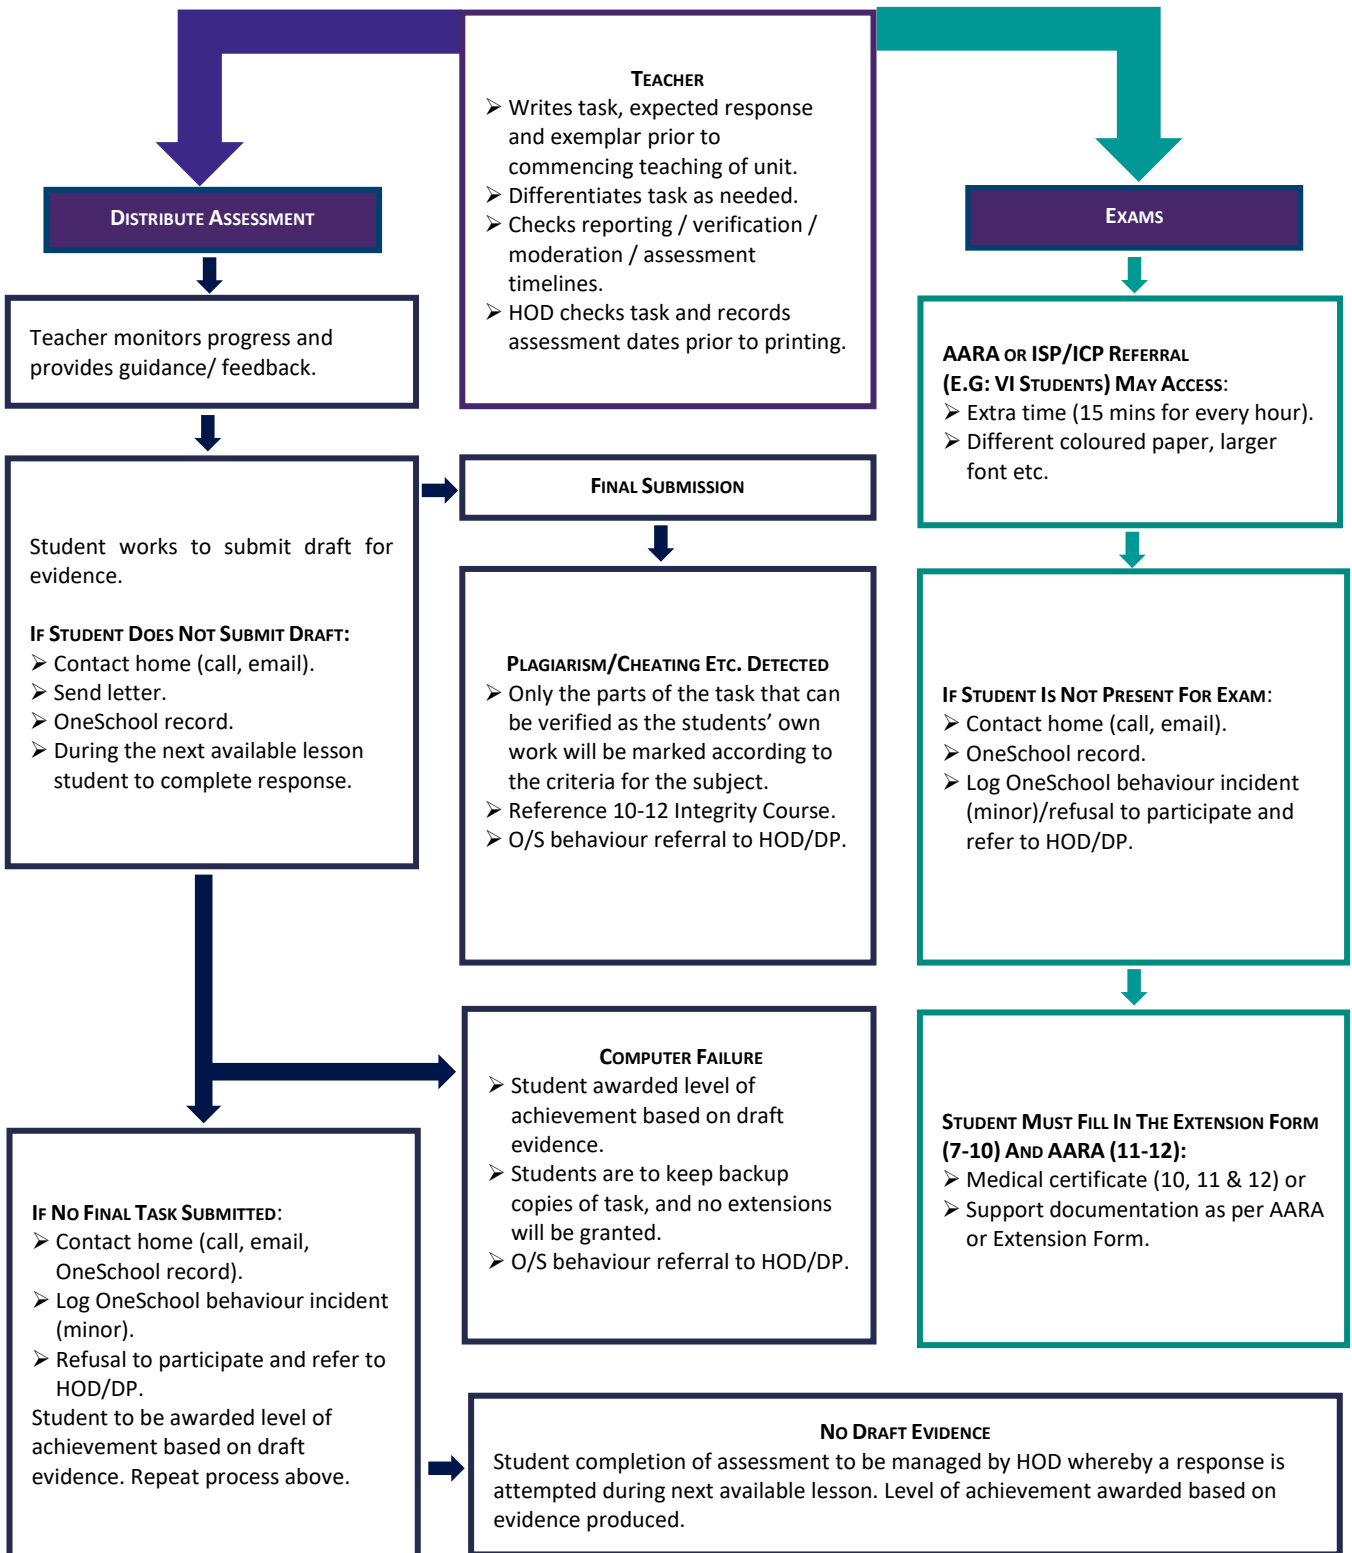 TEACHER
➢ Writes task, expected response
and exemplar prior to
commencing teaching of unit.
➢ Differentiates task as needed.
➢ Checks reporting / verification /
moderation / assessment
timelines.
➢ HOD checks task and records
assessment dates prior to printing.
DISTRIBUTE ASSESSMENT
Teacher monitors progress and
provides guidance/ feedback.
Student works to submit draft for
evidence.
IF STUDENT DOES NOT SUBMIT DRAFT:
➢ Contact home (call, email).
➢ Send letter.
➢ OneSchool record.
➢ During the next available lesson
student to complete response.
FINAL SUBMISSION
PLAGIARISM/CHEATING ETC. DETECTED
➢ Only the parts of the task that can
be verified as the students’ own
work will be marked according to
the criteria for the subject.
➢ Reference 10-12 Integrity Course.
➢ O/S behaviour referral to HOD/DP.
COMPUTER FAILURE
➢ Student awarded level of
achievement based on draft
evidence.
➢ Students are to keep backup
copies of task, and no extensions
will be granted.
➢ O/S behaviour referral to HOD/DP.
IF NO FINAL TASK SUBMITTED:
➢ Contact home (call, email,
OneSchool record).
➢ Log OneSchool behaviour incident
(minor).
➢ Refusal to participate and refer to
HOD/DP.
Student to be awarded level of
achievement based on draft
evidence. Repeat process above.
NO DRAFT EVIDENCE
Student completion of assessment to be managed by HOD whereby a response is
attempted during next available lesson. Level of achievement awarded based on
evidence produced.
EXAMS
AARA OR ISP/ICP REFERRAL
(E.G: VI STUDENTS) MAY ACCESS:
➢ Extra time (15 mins for every hour).
➢ Different coloured paper, larger
font etc.
IF STUDENT IS NOT PRESENT FOR EXAM:
➢ Contact home (call, email).
➢ OneSchool record.
➢ Log OneSchool behaviour incident
(minor)/refusal to participate and
refer to HOD/DP.
STUDENT MUST FILL IN THE EXTENSION FORM
(7-10) AND AARA (11-12):
➢ Medical certificate (10, 11 & 12) or
➢ Support documentation as per AARA
or Extension Form.